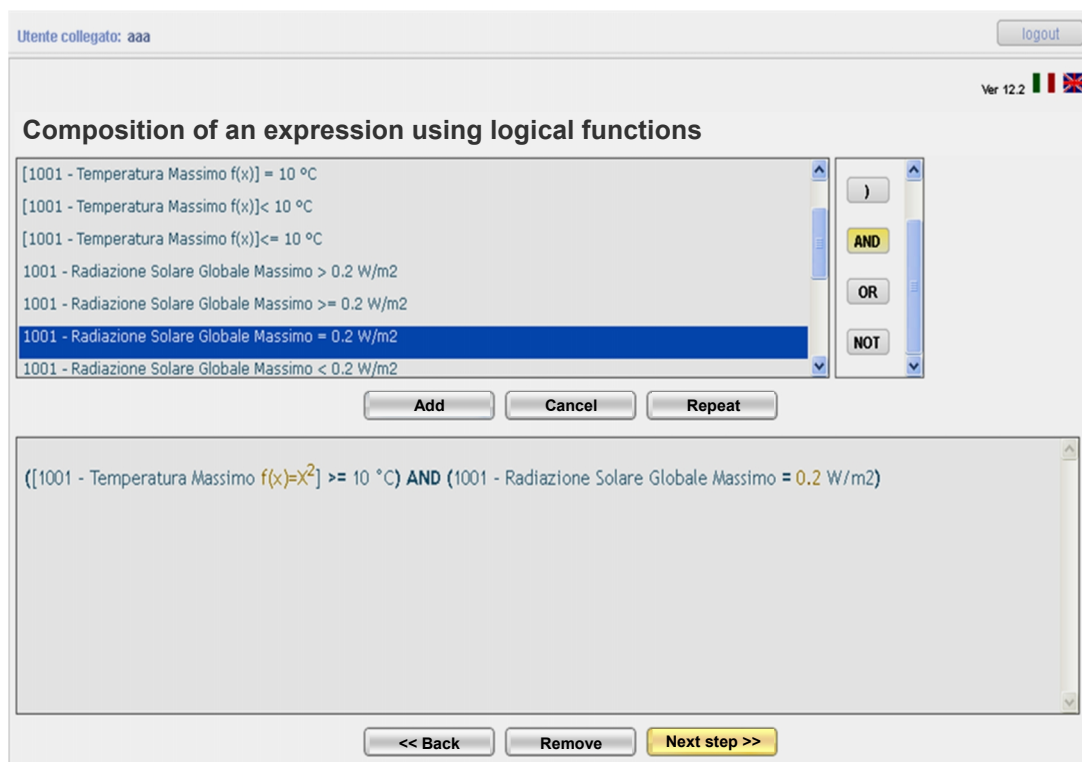 Utente collegato: aaa
logout
Ver 12.2
Composition of an expression using logical functions
[1001 - Temperatura Massimo f(x)] = 10 ºC
[1001 - Temperatura Massimo f(x)]< 10 ºC
[1001 - Temperatura Massimo f(x)]<= 10 ºC
1001 - Radiazione Solare Globale Massimo > 0.2 W/m2
1001 - Radiazione Solare Globale Massimo >= 0.2 W/m2
1001 - Radiazione Solare Globale Massimo = 0.2 W/m2
1001 - Radiazione Solare Globale Massimo < 0.2 W/m2
)
AND
OR
NOT
Add Cancel Repeat
([1001 - Temperatura Massimo f(x)=X²] >= 10 °C) AND (1001 - Radiazione Solare Globale Massimo = 0.2 W/m2)
<< Back Remove Next step >>